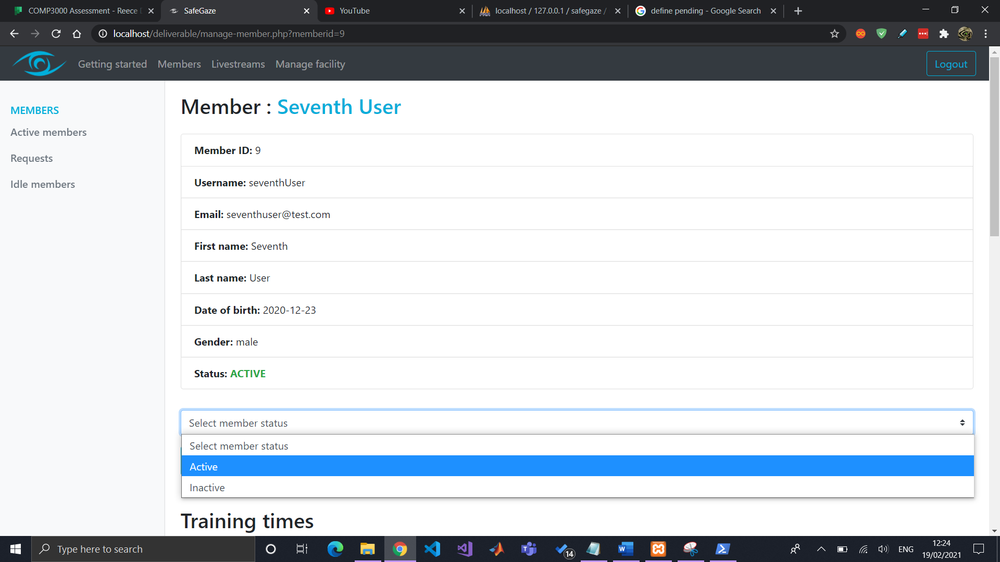 COMP3000 Assessment - Reece
SafeGaze
YouTube
localhost / 127.0.0.1 / safegaze /
define pending - Google Search
localhost/deliverable/manage-member.php?memberid=9
Getting started
Members
Livestreams
Manage facility
Logout
MEMBERS
Active members
Requests
Idle members
Member : Seventh User
Member ID: 9
Username: seventhUser
Email: seventhuser@test.com
First name: Seventh
Last name: User
Date of birth: 2020-12-23
Gender: male
Status: ACTIVE
Select member status
Select member status
Active
Inactive
Training times
Type here to search
14
ENG
12:24
19/02/2021